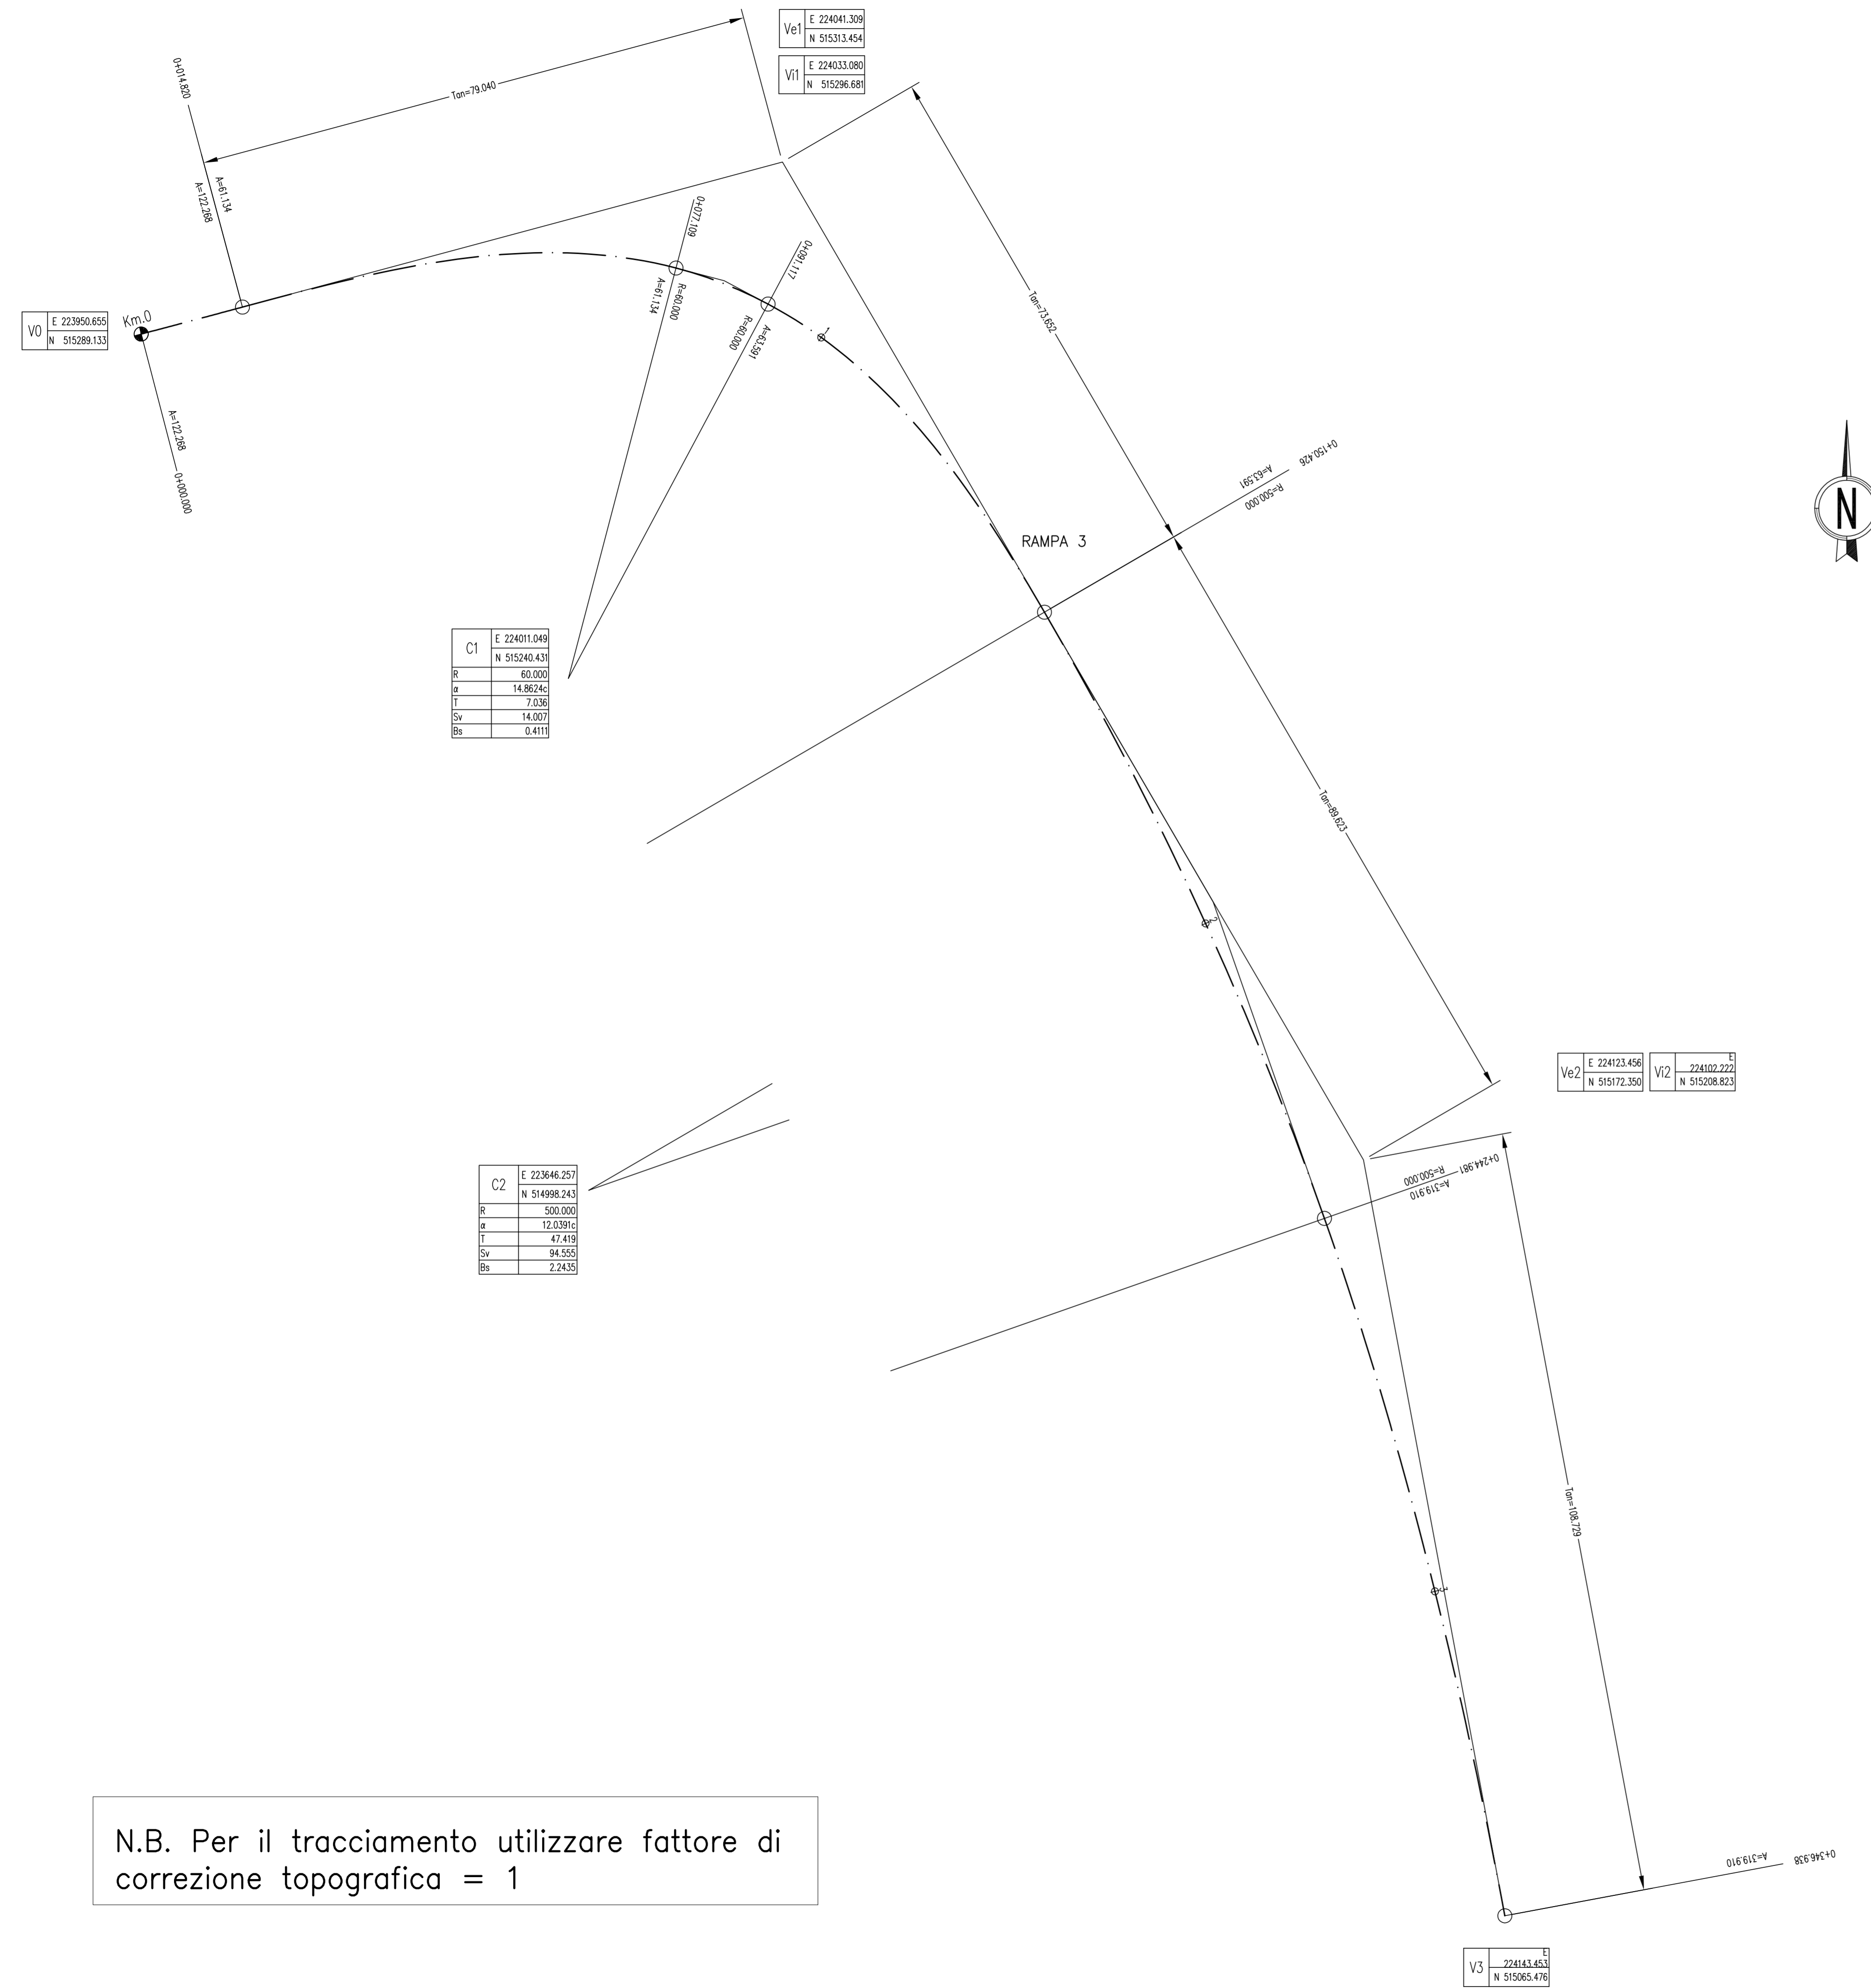 Ve1
E 224041.309
N 515313.454
Vi1
E 224033.080
N 515296.681
0+014.820
Tan=79.040
A=61.134
A=122.268
V0
E 223950.655
N 515289.133
Km.0
A=122.268
0+000.000
0+077.109
A=61.134
R=60.000
0+091.117
R=60.000
A=63.591
1
Tan=73.652
0+150.426
A=63.591
R=500.000
N
RAMPA 3
C1
E 224011.049
N 515240.431
R 60.000
α 14.8624c
T 7.036
Sv 14.007
Bs 0.4111
Tan=89.623
2
Ve2
E 224123.456
N 515172.350
Vi2
E
224102.222
N 515208.823
0+244.981
R=500.000
A=319.910
C2
E 223646.257
N 514998.243
R 500.000
α 12.0391c
T 47.419
Sv 94.555
Bs 2.2435
Tan=108.729
3
N.B. Per il tracciamento utilizzare fattore di
correzione topografica = 1
0+346.938
A=319.910
V3
E
224143.453
N 515065.476